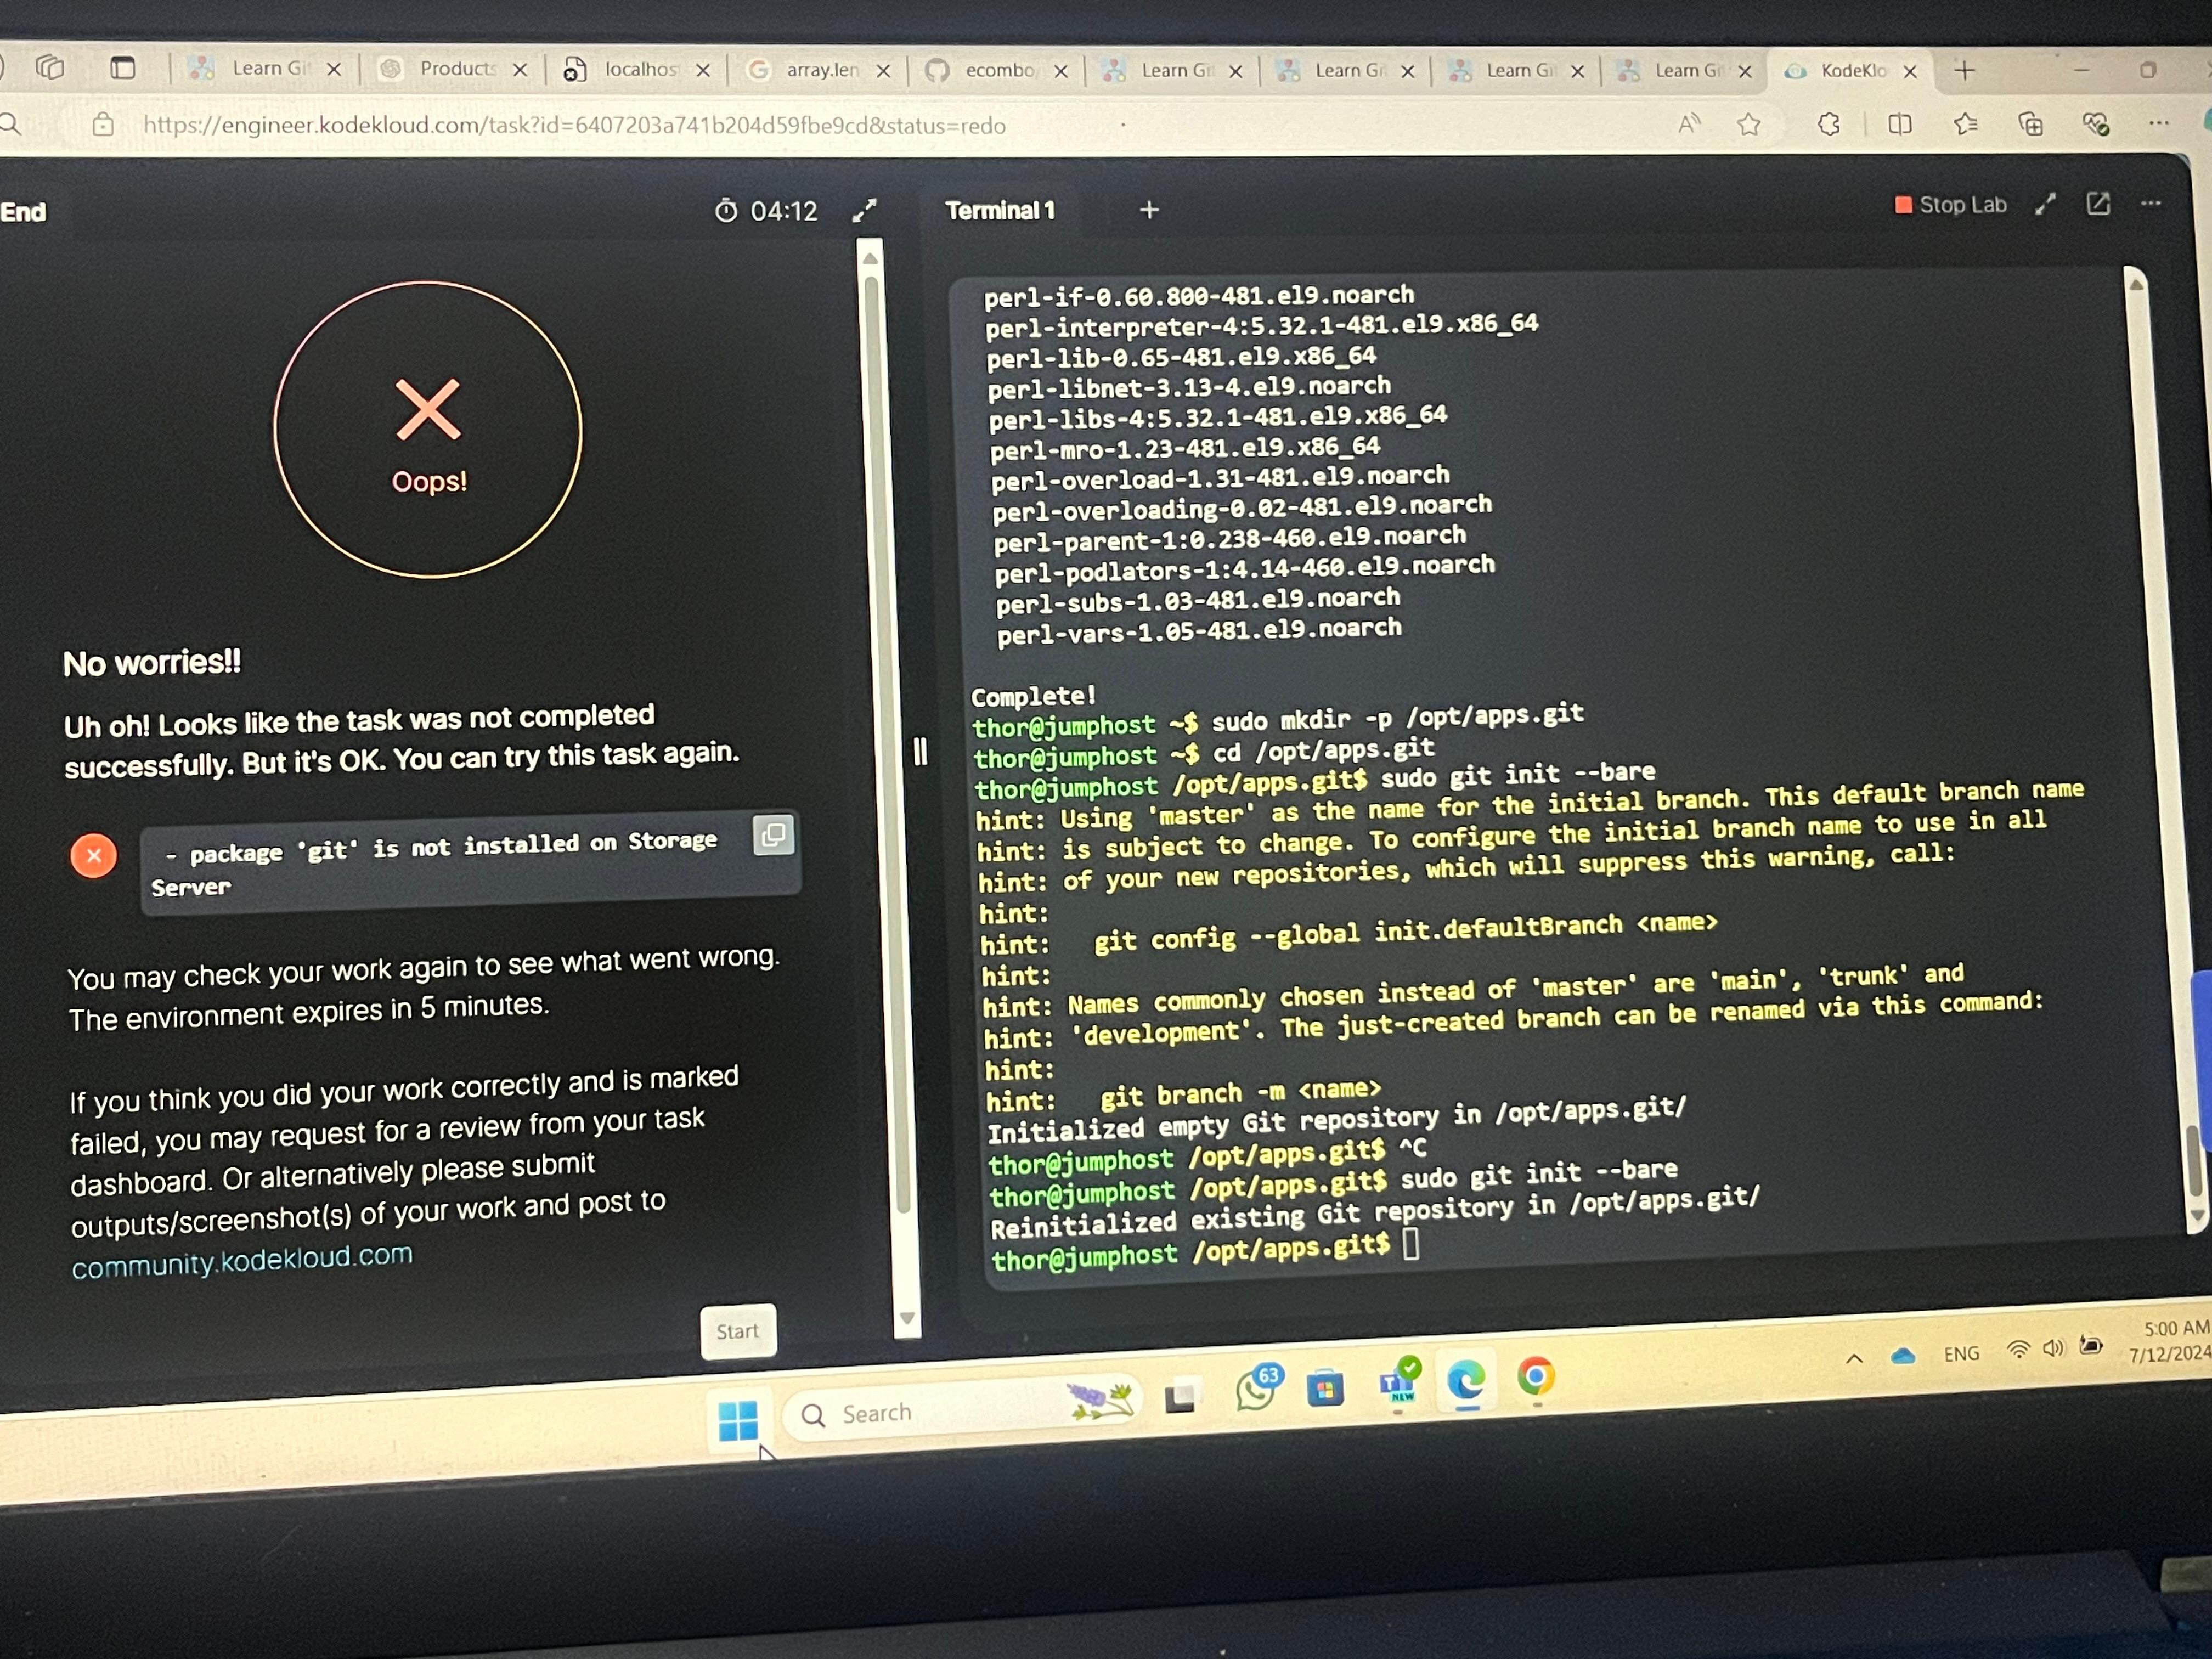 Learn Gi
Products
localhos
array.len
ecombo
Learn Gi
Learn Gi
Learn Gi
Learn Gi
KodeKlo
https://engineer.kodekloud.com/task?id=6407203a741b204d59fbe9cd&status=redo
End
04:12
Oops!
No worries!!
Uh oh! Looks like the task was not completed
successfully. But it's OK. You can try this task again.
- package 'git' is not installed on Storage
Server
You may check your work again to see what went wrong.
The environment expires in 5 minutes.
If you think you did your work correctly and is marked
failed, you may request for a review from your task
dashboard. Or alternatively please submit
outputs/screenshot(s) of your work and post to
community.kodekloud.com
Terminal 1
Stop Lab
perl-if-0.60.800-481.el9.noarch
perl-interpreter-4:5.32.1-481.el9.x86_64
perl-lib-0.65-481.el9.x86_64
perl-libnet-3.13-4.el9.noarch
perl-libs-4:5.32.1-481.el9.x86_64
perl-mro-1.23-481.el9.x86_64
perl-overload-1.31-481.el9.noarch
perl-overloading-0.02-481.el9.noarch
perl-parent-1:0.238-460.el9.noarch
perl-podlators-1:4.14-460.el9.noarch
perl-subs-1.03-481.el9.noarch
perl-vars-1.05-481.el9.noarch
Complete!
thor@jumphost ~$ sudo mkdir -p /opt/apps.git
thor@jumphost ~$ cd /opt/apps.git
thor@jumphost /opt/apps.git$ sudo git init --bare
hint: Using 'master' as the name for the initial branch. This default branch name
hint: is subject to change. To configure the initial branch name to use in all
hint: of your new repositories, which will suppress this warning, call:
hint:
hint: git config --global init.defaultBranch <name>
hint:
hint: Names commonly chosen instead of 'master' are 'main', 'trunk' and
hint: 'development'. The just-created branch can be renamed via this command:
hint:
hint: git branch -m <name>
Initialized empty Git repository in /opt/apps.git/
thor@jumphost /opt/apps.git$ ^C
thor@jumphost /opt/apps.git$ sudo git init --bare
Reinitialized existing Git repository in /opt/apps.git/
thor@jumphost /opt/apps.git$
Start
Search
63
NEW
ENG
5:00 AM
7/12/2024